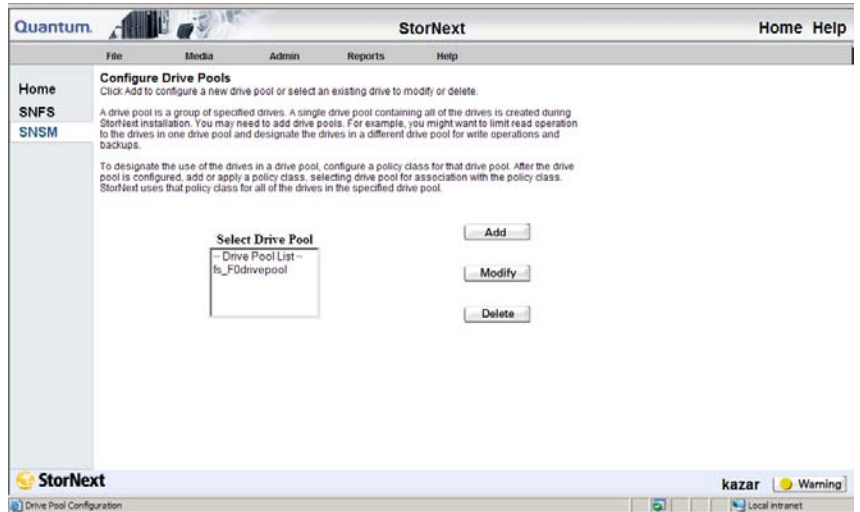 Quantum. StorNext Home Help
File Media Admin Reports Help
Home
SNFS
SNSM
Configure Drive Pools
Click Add to configure a new drive pool or select an existing drive to modify or delete.
A drive pool is a group of specified drives. A single drive pool containing all of the drives is created during
StorNext installation. You may need to add drive pools. For example, you might want to limit read operation
to the drives in one drive pool and designate the drives in a different drive pool for write operations and
backups.
To designate the use of the drives in a drive pool, configure a policy class for that drive pool. After the drive
pool is configured, add or apply a policy class, selecting drive pool for association with the policy class.
StorNext uses that policy class for all of the drives in the specified drive pool.
Select Drive Pool
-- Drive Pool List --
fs_F0drivepool
Add
Modify
Delete
StorNext
kazar Warning
Drive Pool Configuration Local intranet